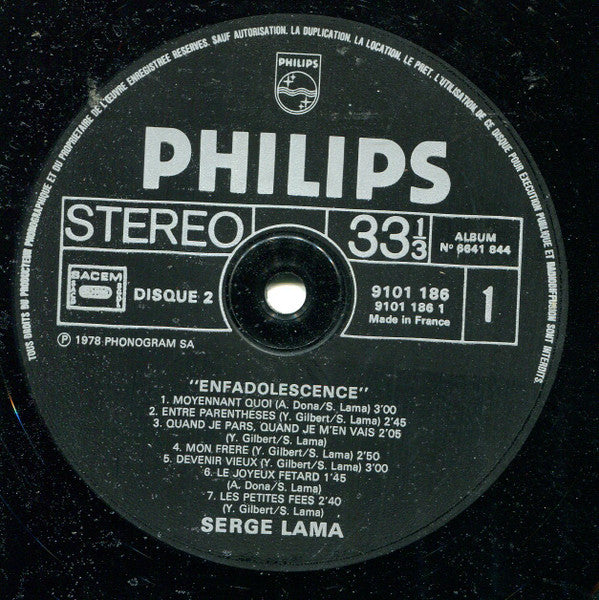 TOUS DROITS DU PRODUCTEUR PHONOGRAPHIQUE ET DU PROPRIETAIRE DE L'ŒUVRE ENREGISTREE RESERVES. SAUF AUTORISATION, LA DUPLICATION, LA LOCATION, LE PRET, L'UTILISATION DE CE DISQUE POUR EXECUTION PUBLIQUE ET RADIODIFFUSION SONT INTERDITS.
PHILIPS
PHILIPS
STEREO
33 1/3
ALBUM
N° 6641 844
SACEM
DISQUE 2
9101 186
9101 186 1
Made in France
1
℗ 1978 PHONOGRAM SA
"ENFADOLESCENCE"
1. MOYENNANT QUOI (A. Dona/S. Lama) 3'00
2. ENTRE PARENTHESES (Y. Gilbert/S. Lama) 2'45
3. QUAND JE PARS, QUAND JE M'EN VAIS 2'05
(Y. Gilbert/S. Lama)
4. MON FRERE (Y. Gilbert/S. Lama) 2'50
5. DEVENIR VIEUX (Y. Gilbert/S. Lama) 3'00
6. LE JOYEUX FETARD 1'45
(A. Dona/S. Lama)
7. LES PETITES FEES 2'40
(Y. Gilbert/S. Lama)
SERGE LAMA